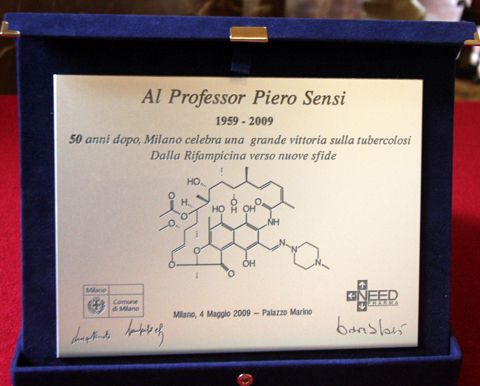 Al Professor Piero Sensi
1959 - 2009
50 anni dopo, Milano celebra una grande vittoria sulla tubercolosi
Dalla Rifampicina verso nuove sfide
HO
H
OH
O
O
O
O
OH
OH
O
NH
O
O
O
OH
N
N
N
Milano
Comune
di Milano
Milano, 4 Maggio 2009 – Palazzo Marino
NEED
PHARMA